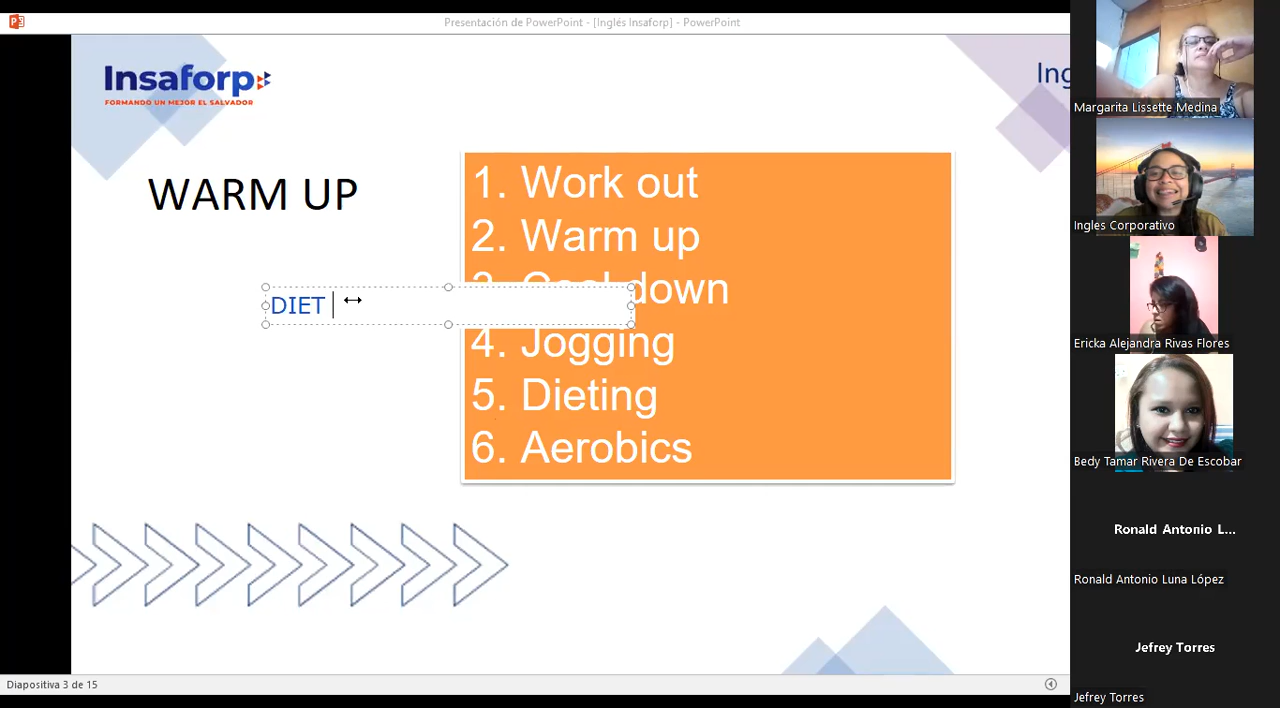 Presentación de PowerPoint - [Inglés Insaforp] - PowerPoint
Insaforp
FORMANDO UN MEJOR EL SALVADOR
Ing
WARM UP
1. Work out
2. Warm up
3. Cool down
DIET
4. Jogging
5. Dieting
6. Aerobics
Diapositiva 3 de 15
Margarita Lissette Medina
Ingles Corporativo
Ericka Alejandra Rivas Flores
Bedy Tamar Rivera De Escobar
Ronald Antonio L...
Ronald Antonio Luna López
Jefrey Torres
Jefrey Torres